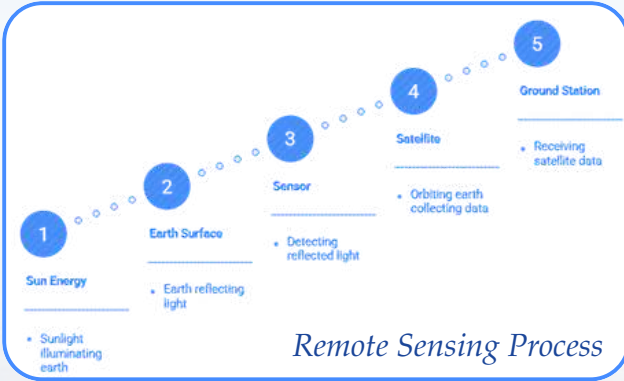 1
Sun Energy
• Sunlight
illuminating
earth
2
Earth Surface
• Earth reflecting
light
3
Sensor
• Detecting
reflected light
4
Satellite
• Orbiting earth
collecting data
5
Ground Station
• Receiving
satellite data
Remote Sensing Process